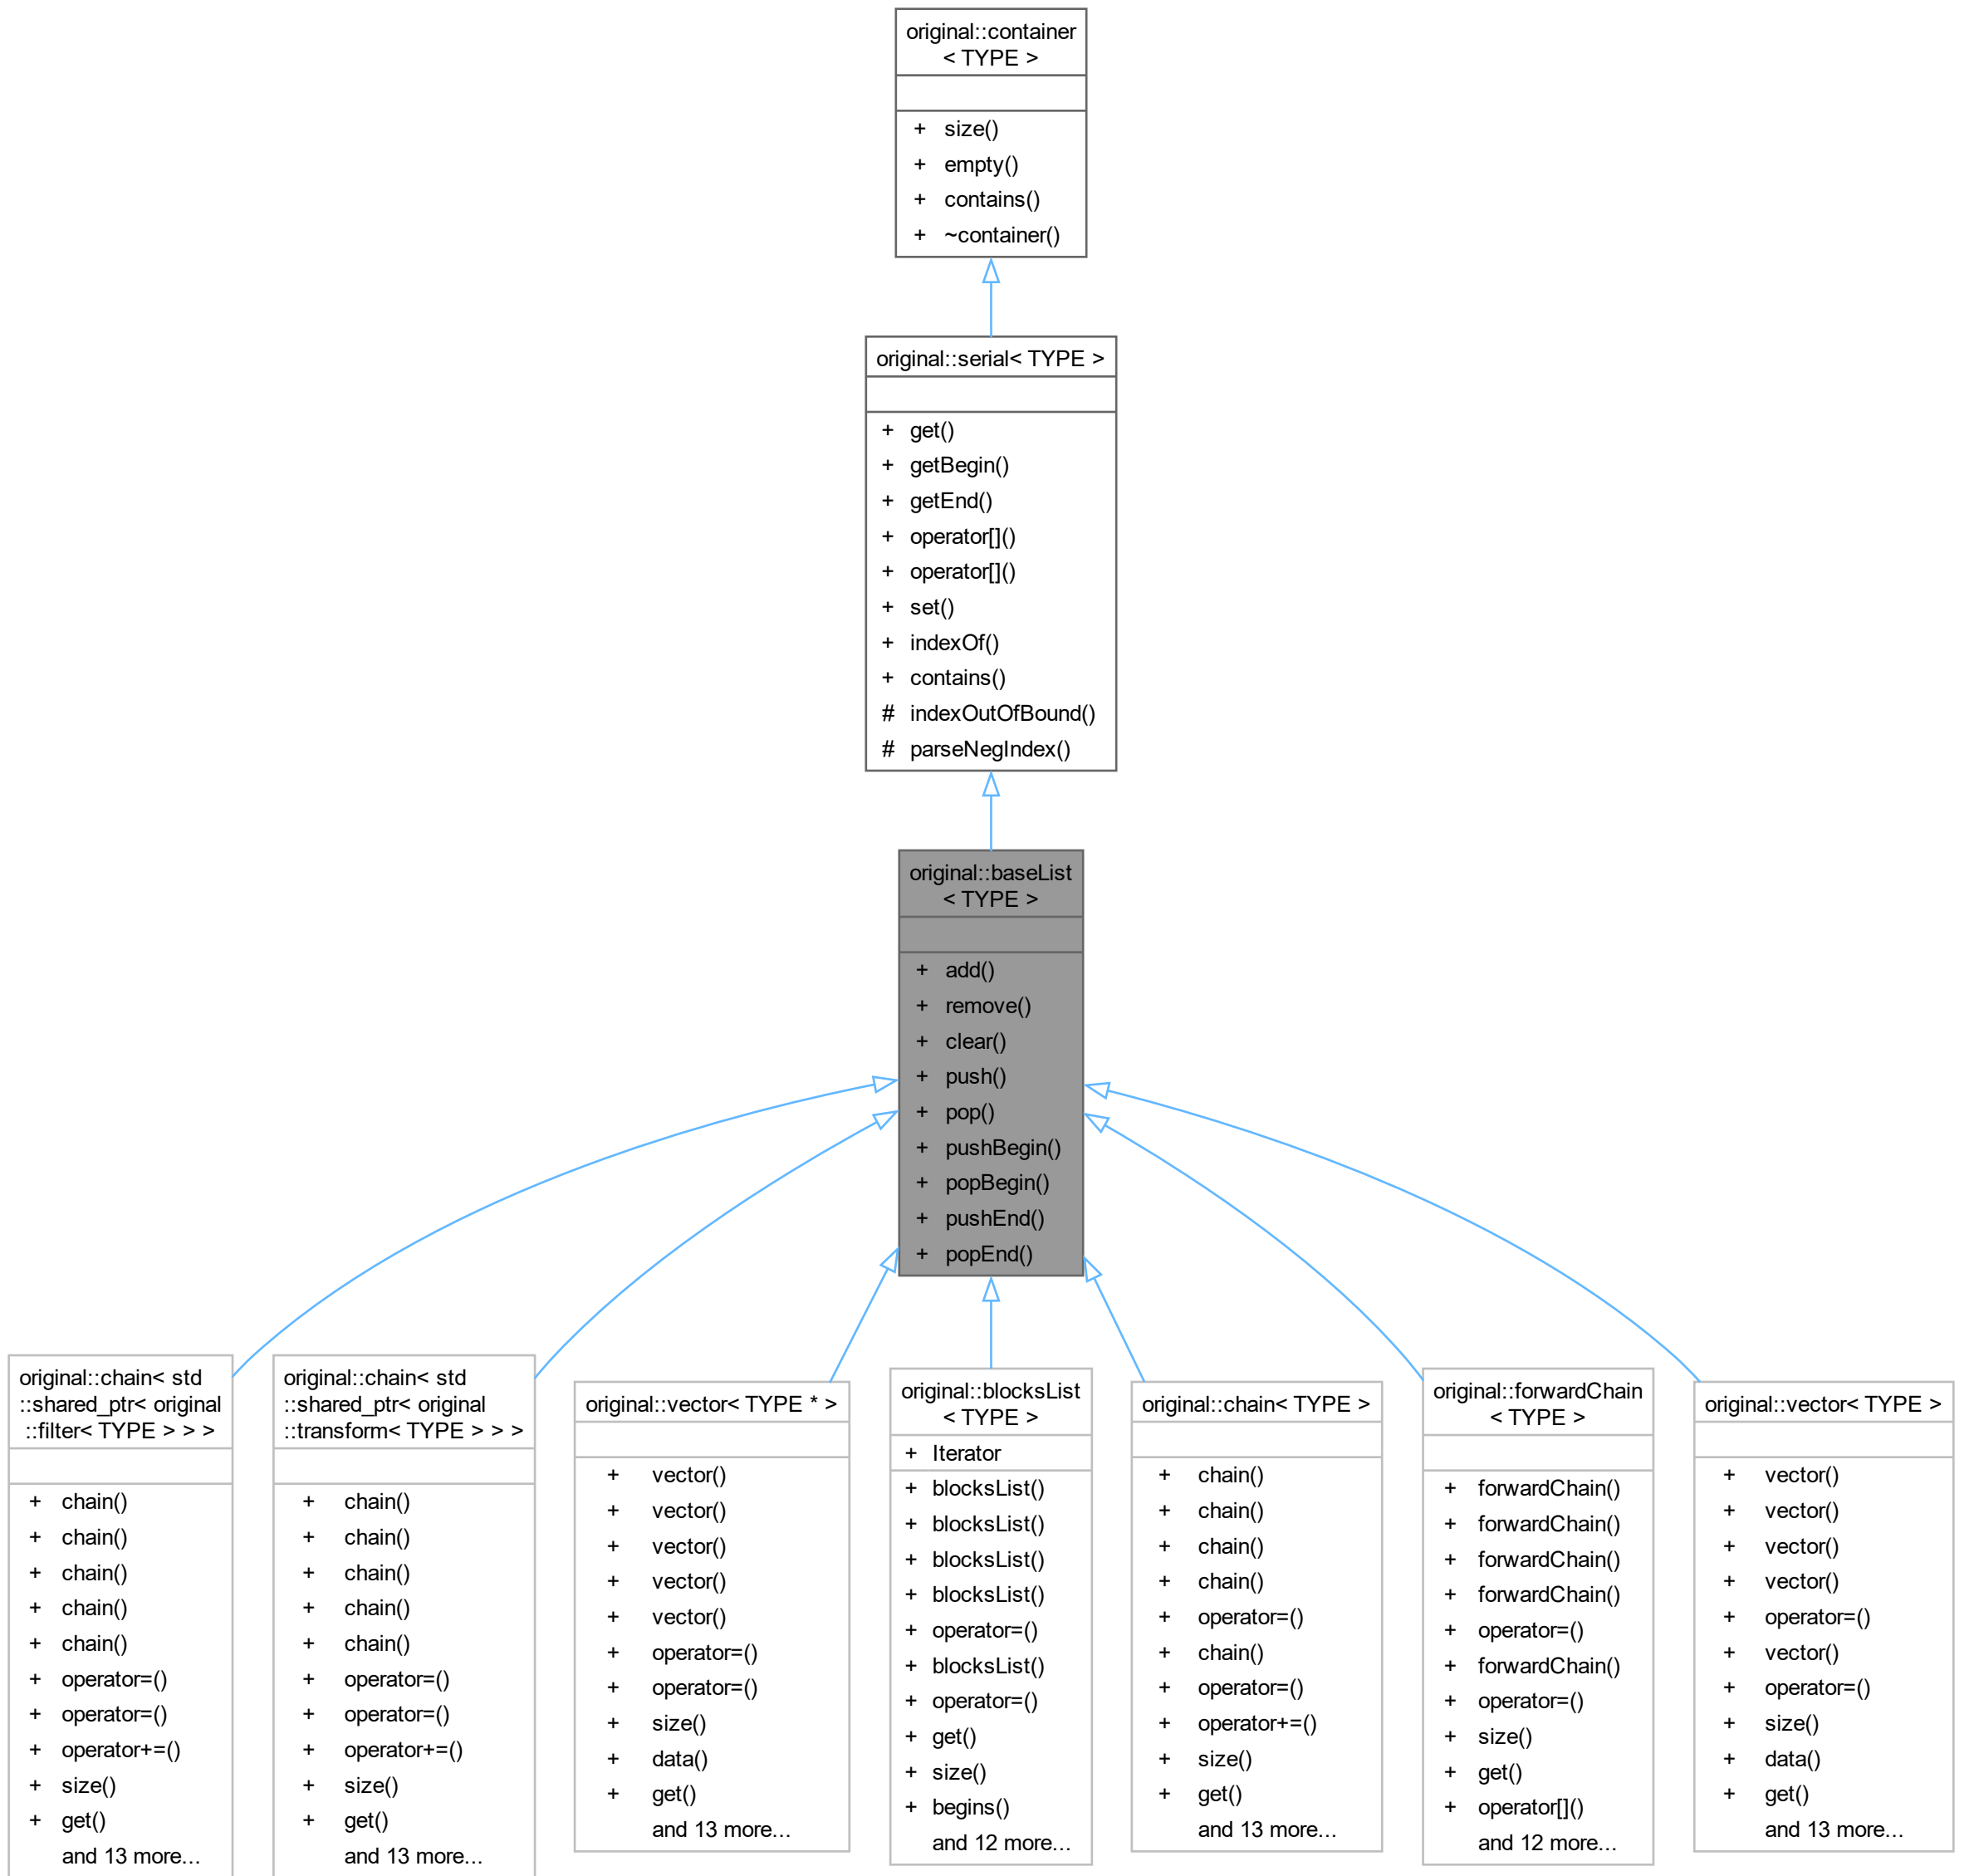 original::container
< TYPE >
+ size()
+ empty()
+ contains()
+ ~container()
original::serial< TYPE >
+ get()
+ getBegin()
+ getEnd()
+ operator[]()
+ operator[]()
+ set()
+ indexOf()
+ contains()
# indexOutOfBound()
# parseNegIndex()
original::baseList
< TYPE >
+ add()
+ remove()
+ clear()
+ push()
+ pop()
+ pushBegin()
+ popBegin()
+ pushEnd()
+ popEnd()
original::chain< std
::shared_ptr< original
::filter< TYPE > > >
+ chain()
+ chain()
+ chain()
+ chain()
+ chain()
+ operator=()
+ operator=()
+ operator+=()
+ size()
+ get()
and 13 more...
original::chain< std
::shared_ptr< original
::transform< TYPE > > >
+ chain()
+ chain()
+ chain()
+ chain()
+ chain()
+ operator=()
+ operator=()
+ operator+=()
+ size()
+ get()
and 13 more...
original::vector< TYPE * >
+ vector()
+ vector()
+ vector()
+ vector()
+ vector()
+ operator=()
+ operator=()
+ size()
+ data()
+ get()
and 13 more...
original::blocksList
< TYPE >
+ Iterator
+ blocksList()
+ blocksList()
+ blocksList()
+ blocksList()
+ operator=()
+ blocksList()
+ operator=()
+ get()
+ size()
+ begins()
and 12 more...
original::chain< TYPE >
+ chain()
+ chain()
+ chain()
+ chain()
+ operator=()
+ chain()
+ operator=()
+ operator+=()
+ size()
+ get()
and 13 more...
original::forwardChain
< TYPE >
+ forwardChain()
+ forwardChain()
+ forwardChain()
+ forwardChain()
+ operator=()
+ forwardChain()
+ operator=()
+ size()
+ get()
+ operator[]()
and 12 more...
original::vector< TYPE >
+ vector()
+ vector()
+ vector()
+ vector()
+ operator=()
+ vector()
+ operator=()
+ size()
+ data()
+ get()
and 13 more...